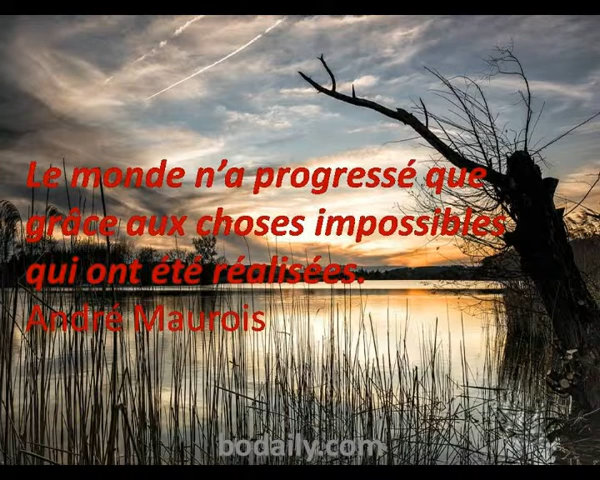 Le monde n’a progressé que
grâce aux choses impossibles
qui ont été réalisées.
André Maurois
bodaily.com